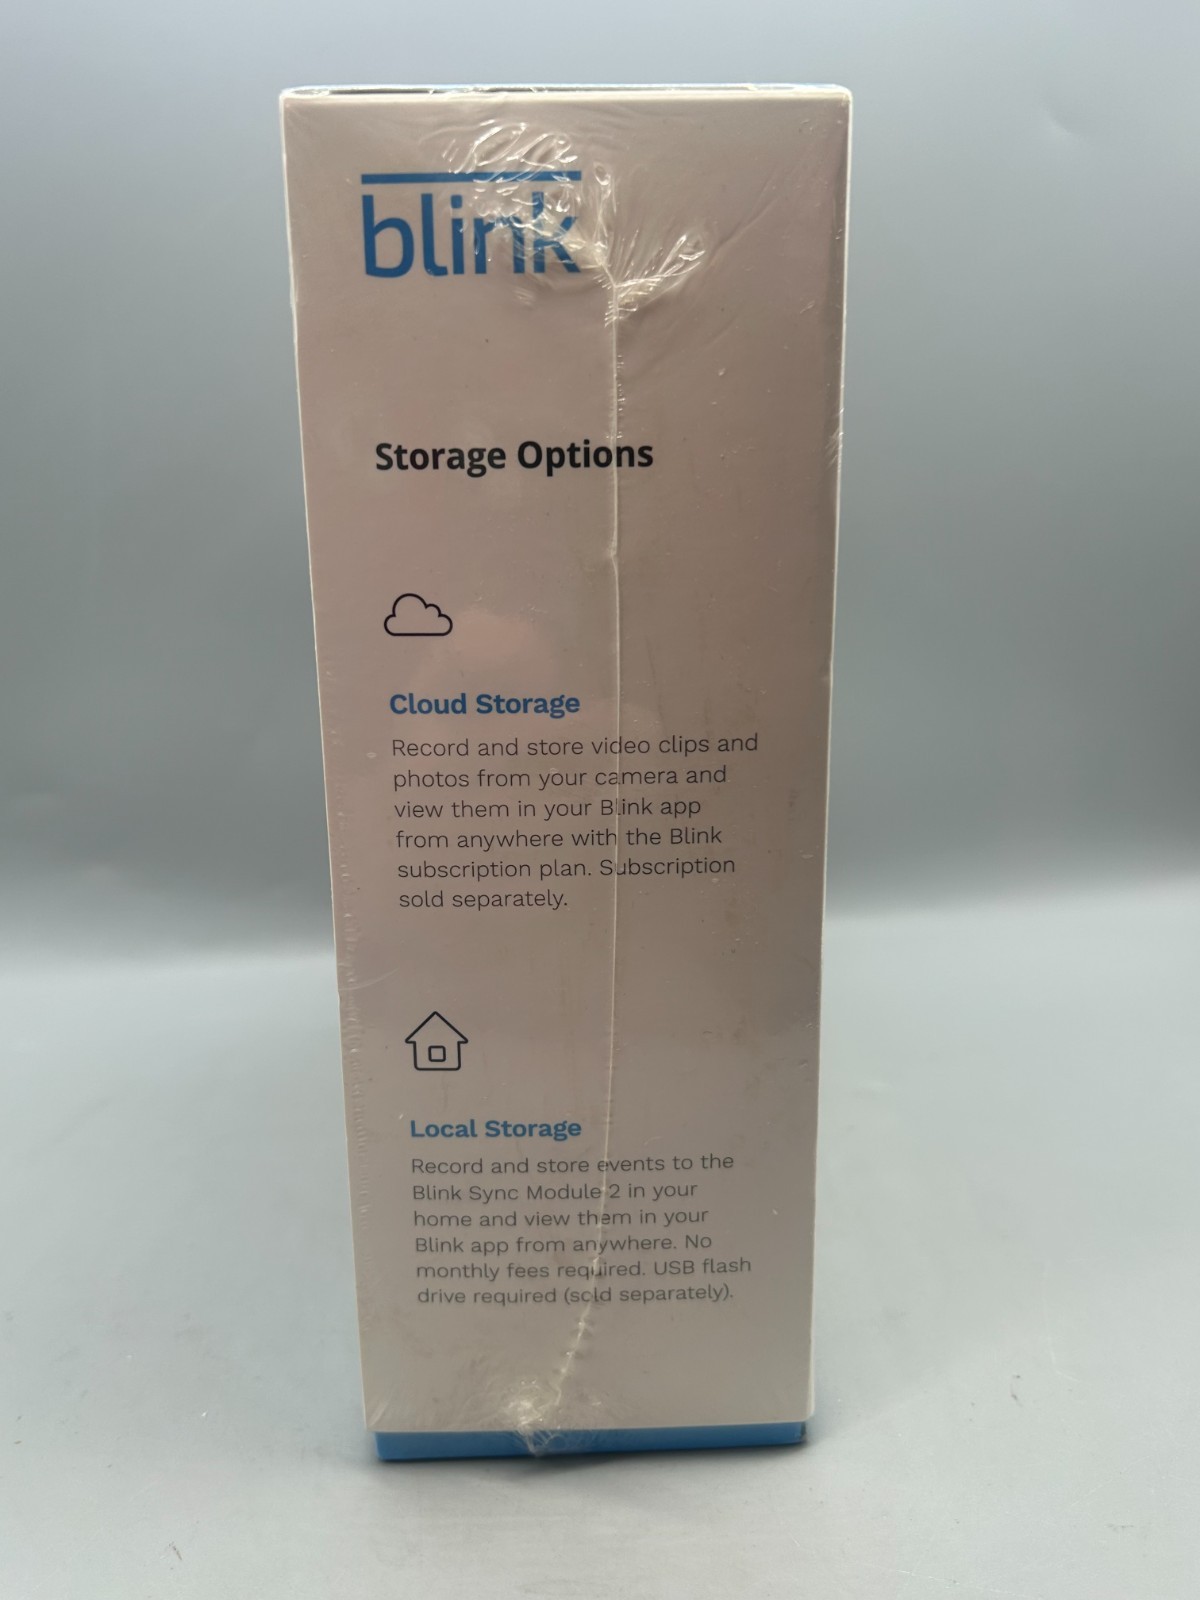 blink
Storage Options
Cloud Storage
Record and store video clips and
photos from your camera and
view them in your Blink app
from anywhere with the Blink
subscription plan. Subscription
sold separately.
Local Storage
Record and store events to the
Blink Sync Module 2 in your
home and view them in your
Blink app from anywhere. No
monthly fees required. USB flash
drive required (sold separately).